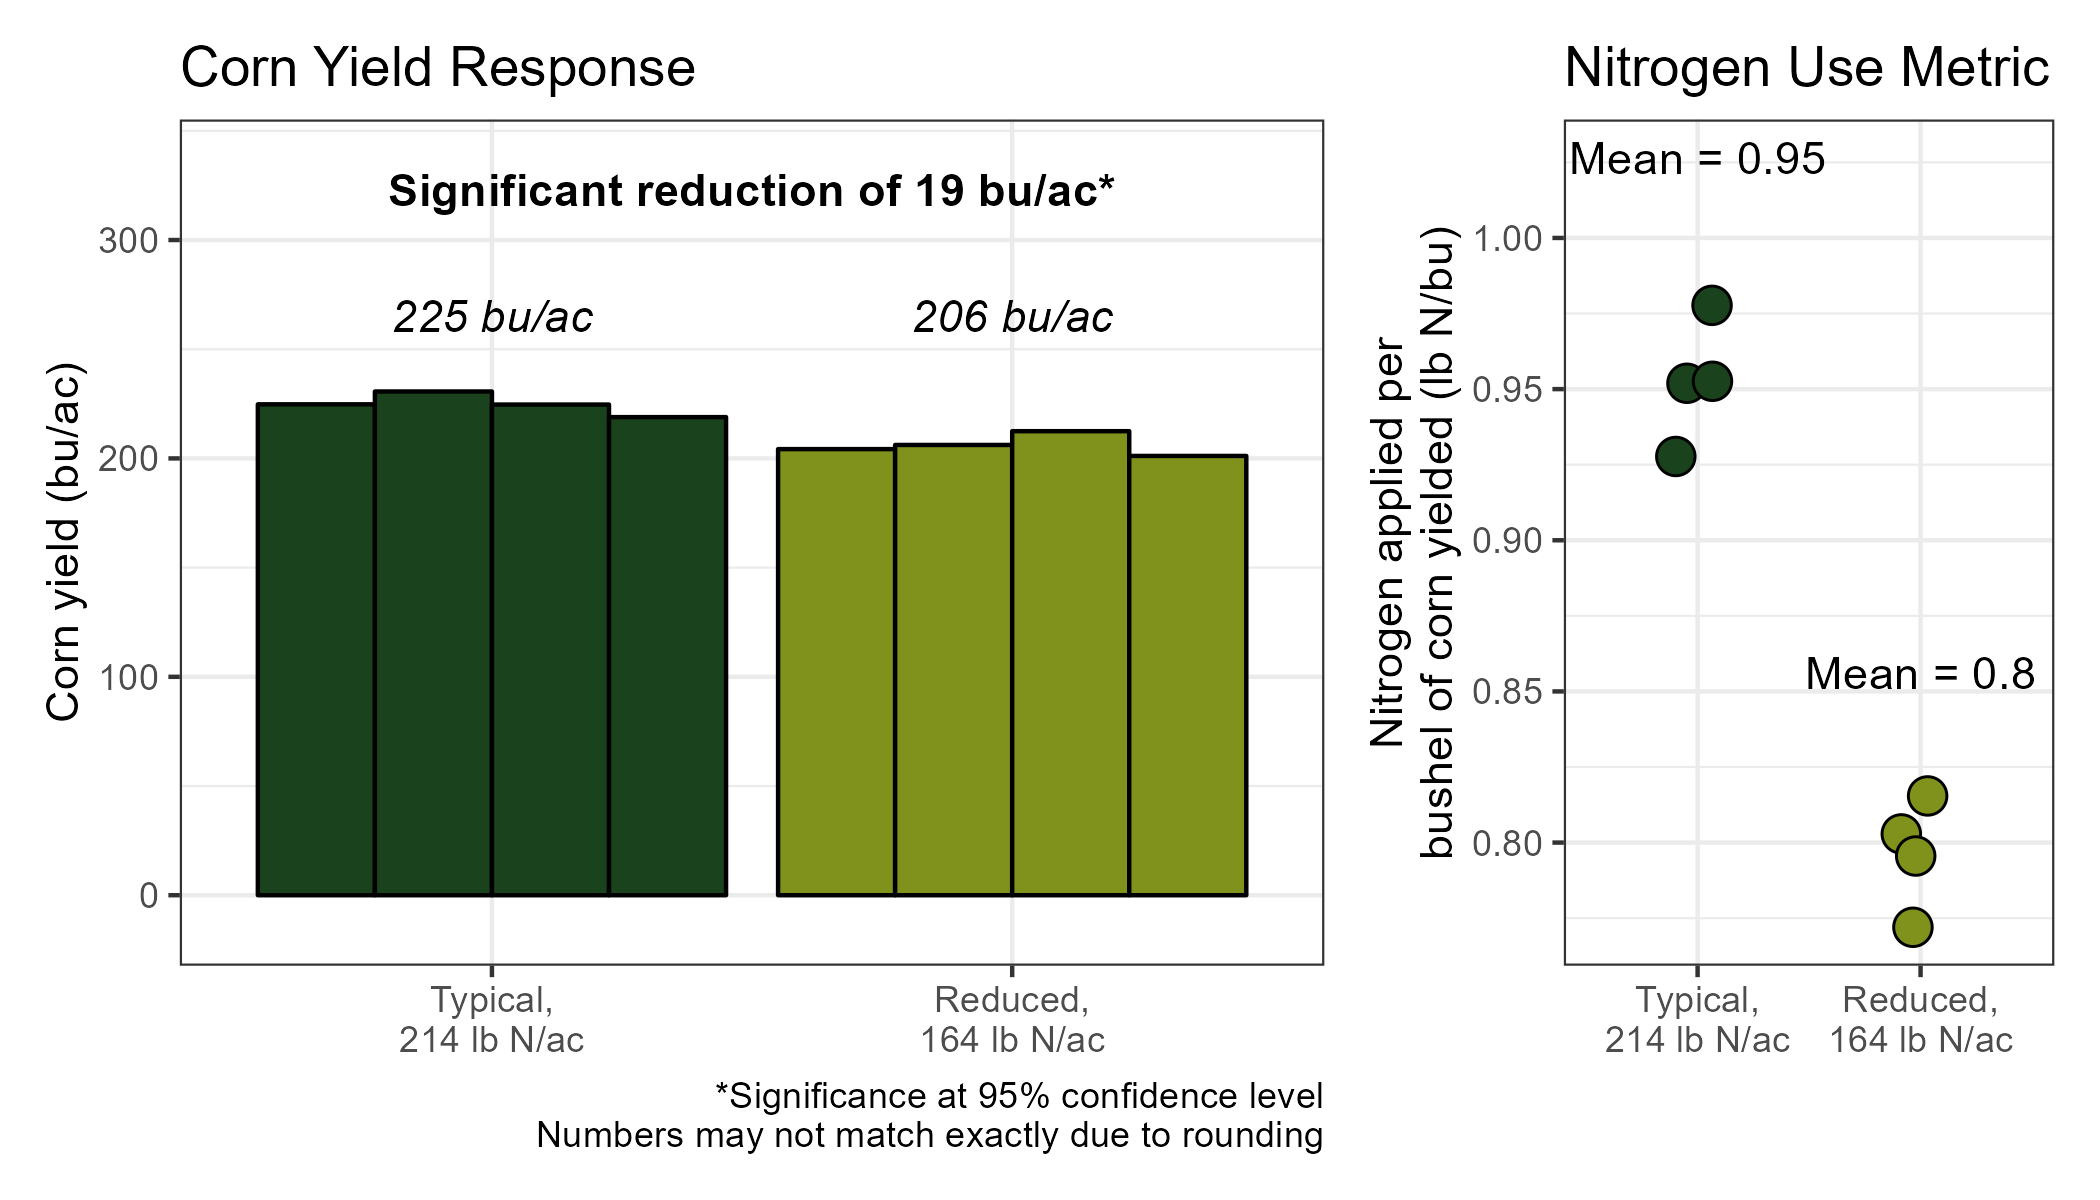 Corn Yield Response
Significant reduction of 19 bu/ac*
225 bu/ac
206 bu/ac
Corn yield (bu/ac)
300
200
100
0
Typical,
214 lb N/ac
Reduced,
164 lb N/ac
*Significance at 95% confidence level
Numbers may not match exactly due to rounding
Nitrogen Use Metric
Mean = 0.95
Mean = 0.8
Nitrogen applied per
bushel of corn yielded (lb N/bu)
1.00
0.95
0.90
0.85
0.80
Typical,
214 lb N/ac
Reduced,
164 lb N/ac